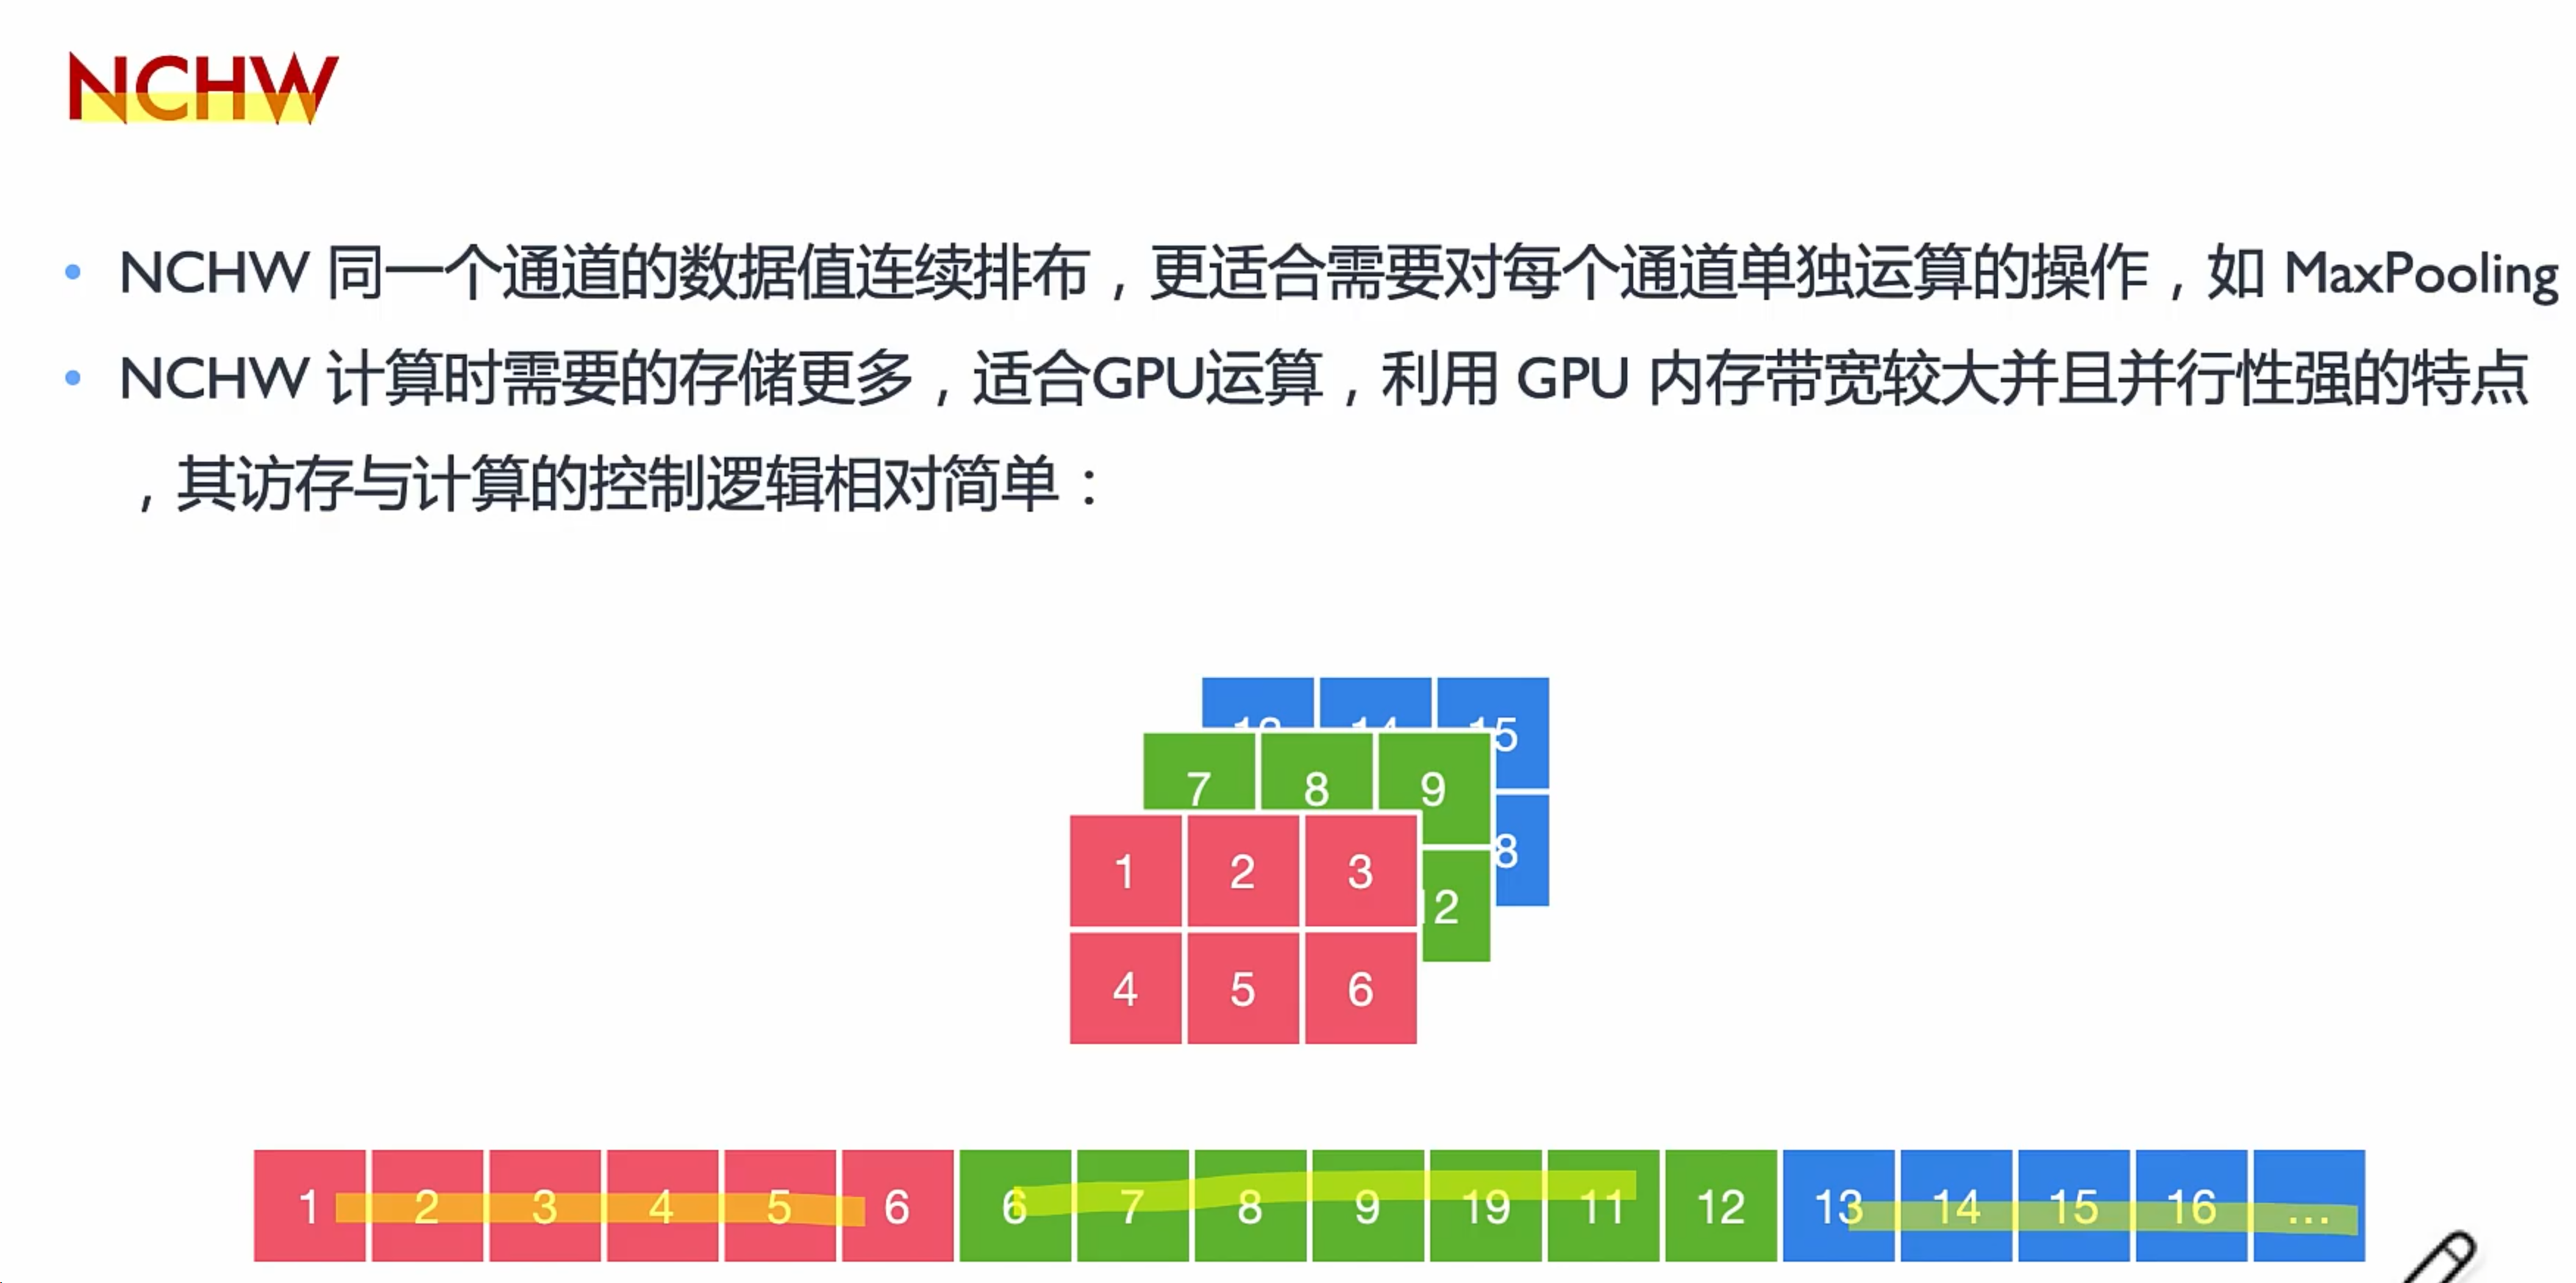 NCHW
• NCHW 同一个通道的数据值连续排布，更适合需要对每个通道单独运算的操作，如 MaxPooling
• NCHW 计算时需要的存储更多，适合GPU运算，利用 GPU 内存带宽较大并且并行性强的特点
，其访存与计算的控制逻辑相对简单：
13 14 15
7 8 9
8
1 2 3
12
4 5 6
1 2 3 4 5 6 6 7 8 9 19 11 12 13 14 15 16 ...